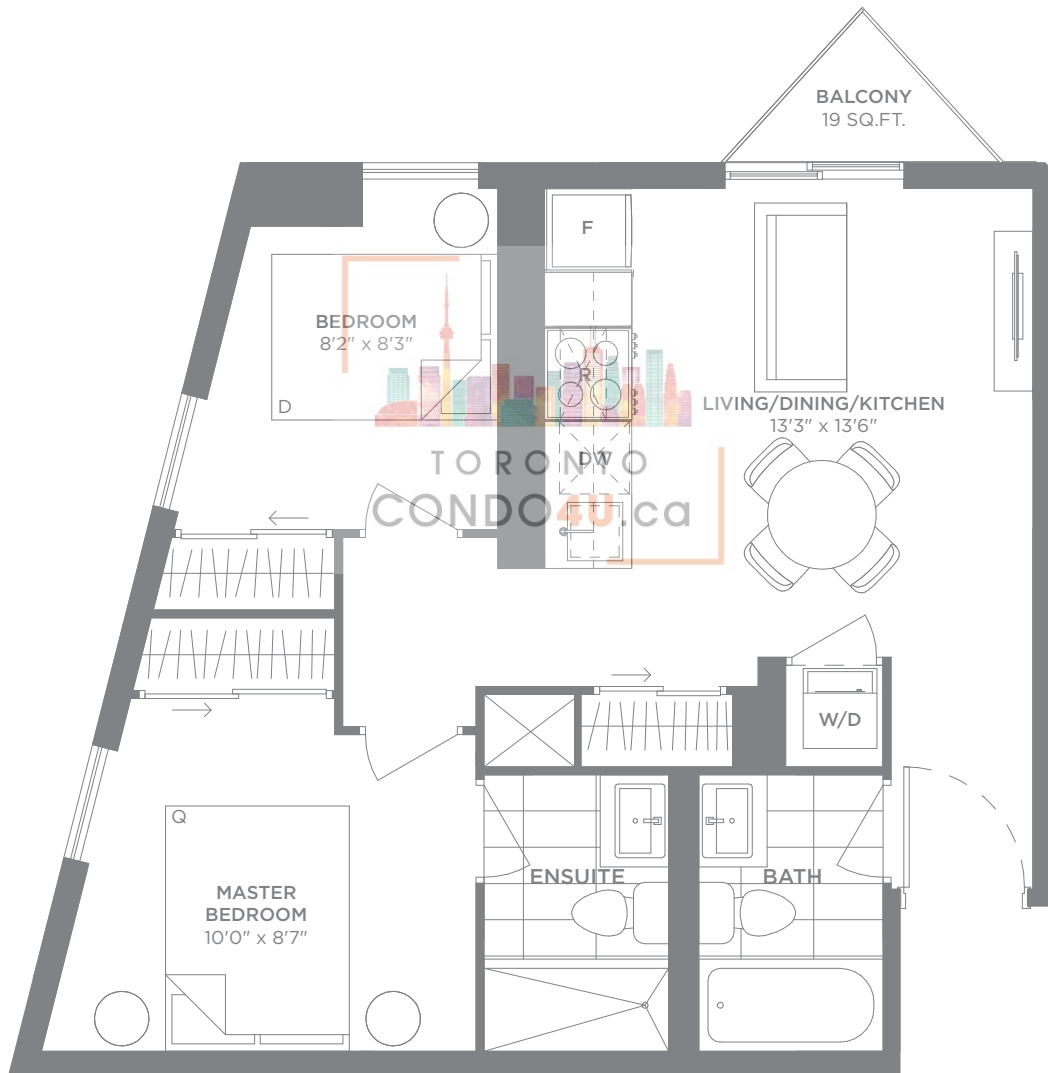 BALCONY
19 SQ.FT.
F
BEDROOM
8'2" x 8'3"
D
R
LIVING/DINING/KITCHEN
13'3" x 13'6"
DW
TORONTO
CONDO4U.ca
W/D
Q
MASTER
BEDROOM
10'0" x 8'7"
ENSUITE
BATH